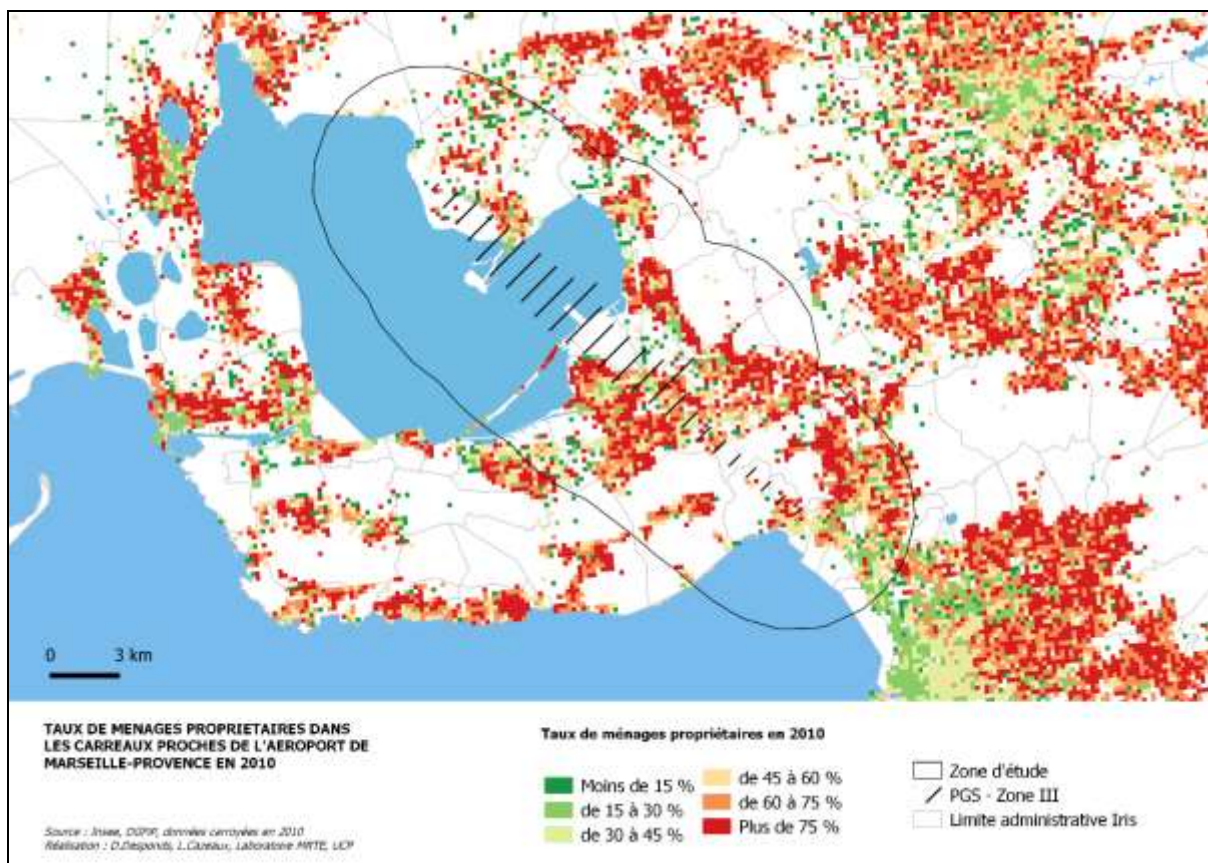 0 3 km
TAUX DE MENAGES PROPRIETAIRES DANS
LES CARREAUX PROCHES DE L'AEROPORT DE
MARSEILLE-PROVENCE EN 2010
Source : Insee, DGFIP, données carroyées en 2010
Réalisation : D.Desponds, L.Cazeaux, Laboratoire MRTE, UCP
Taux de ménages propriétaires en 2010
Moins de 15 %
de 15 à 30 %
de 30 à 45 %
de 45 à 60 %
de 60 à 75 %
Plus de 75 %
Zone d'étude
PGS - Zone III
Limite administrative Iris